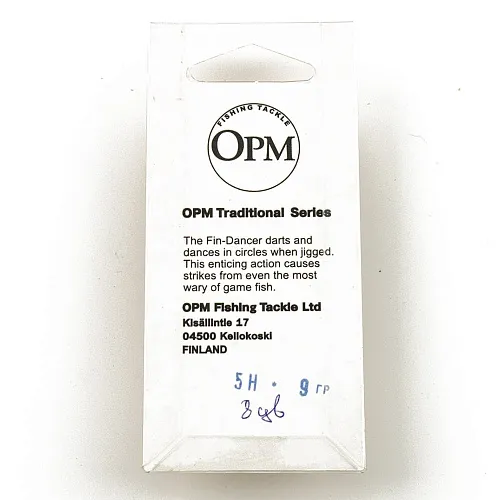 FISHING TACKLE
OPM
OPM Traditional Series
The Fin-Dancer darts and
dances in circles when jigged.
This enticing action causes
strikes from even the most
wary of game fish.
OPM Fishing Tackle Ltd
Kisällintie 17
04500 Kellokoski
FINLAND
5H · 9 ГР